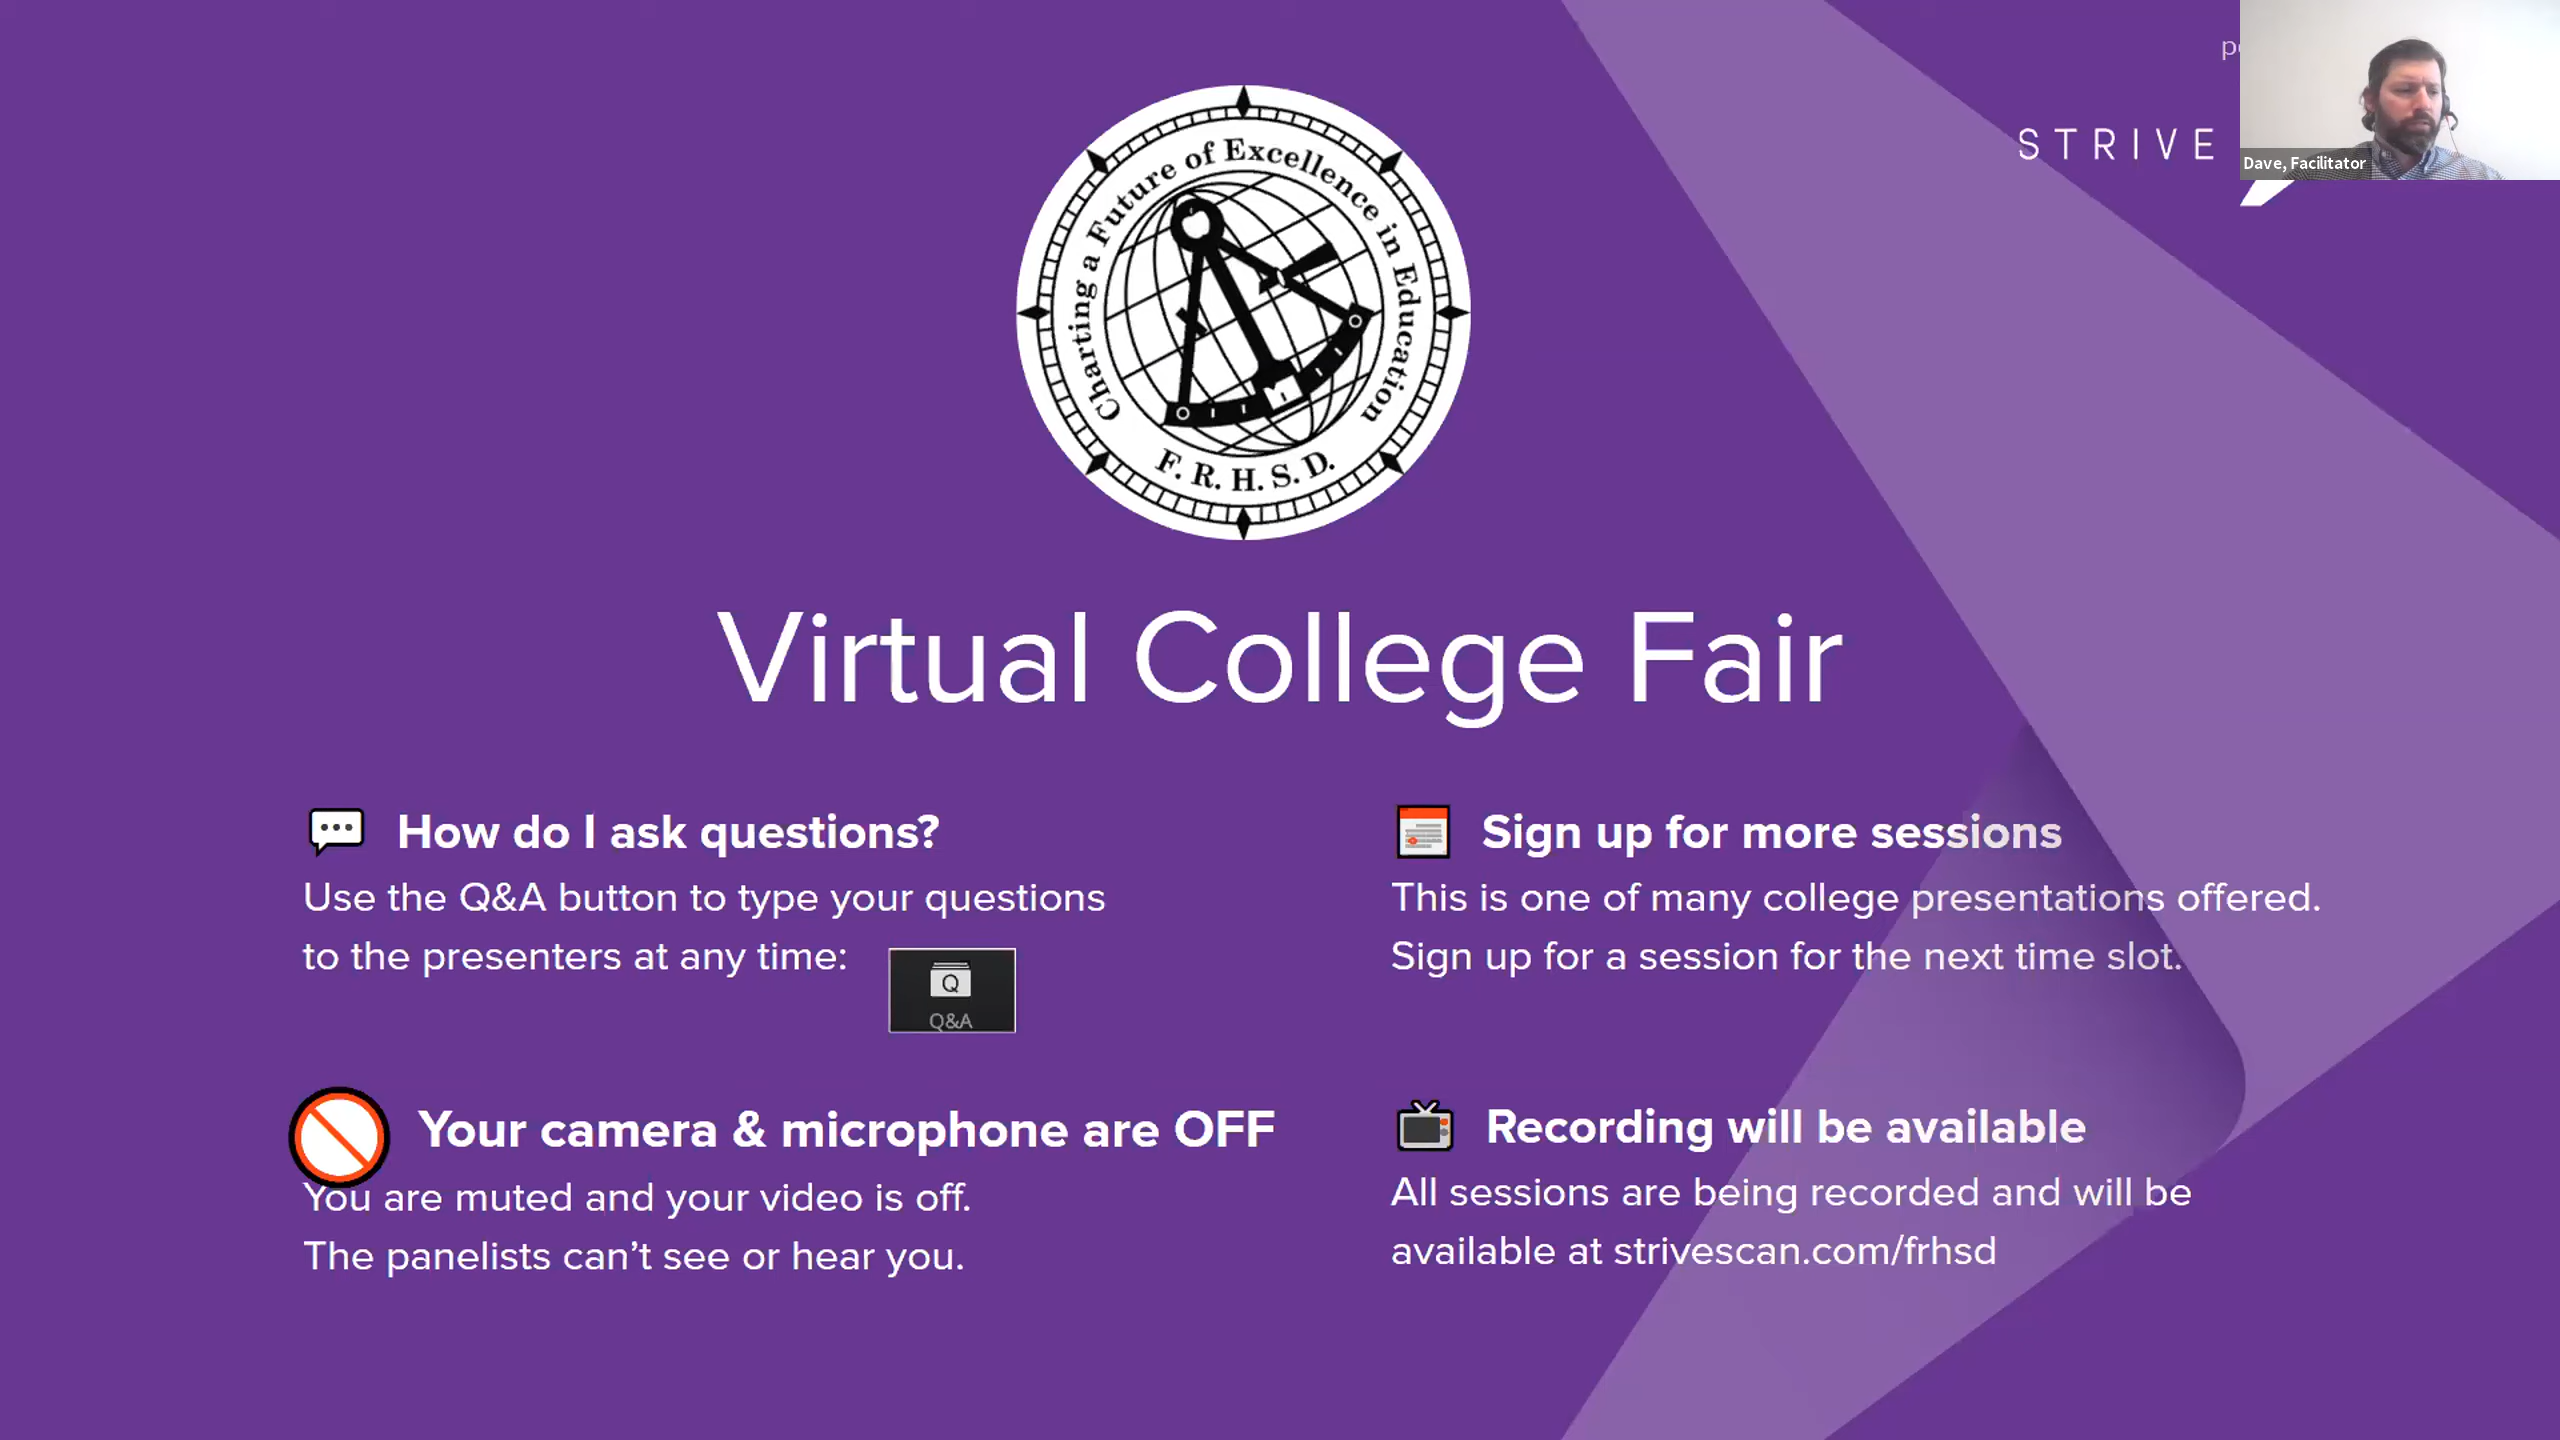 STRIVE
Dave, Facilitator
Charting a Future of Excellence in Education
F. R. H. S. D.
Virtual College Fair
How do I ask questions?
Use the Q&A button to type your questions
to the presenters at any time:
Q
Q&A
Sign up for more sessions
This is one of many college presentations offered.
Sign up for a session for the next time slot.
Your camera & microphone are OFF
You are muted and your video is off.
The panelists can’t see or hear you.
Recording will be available
All sessions are being recorded and will be
available at strivescan.com/frhsd